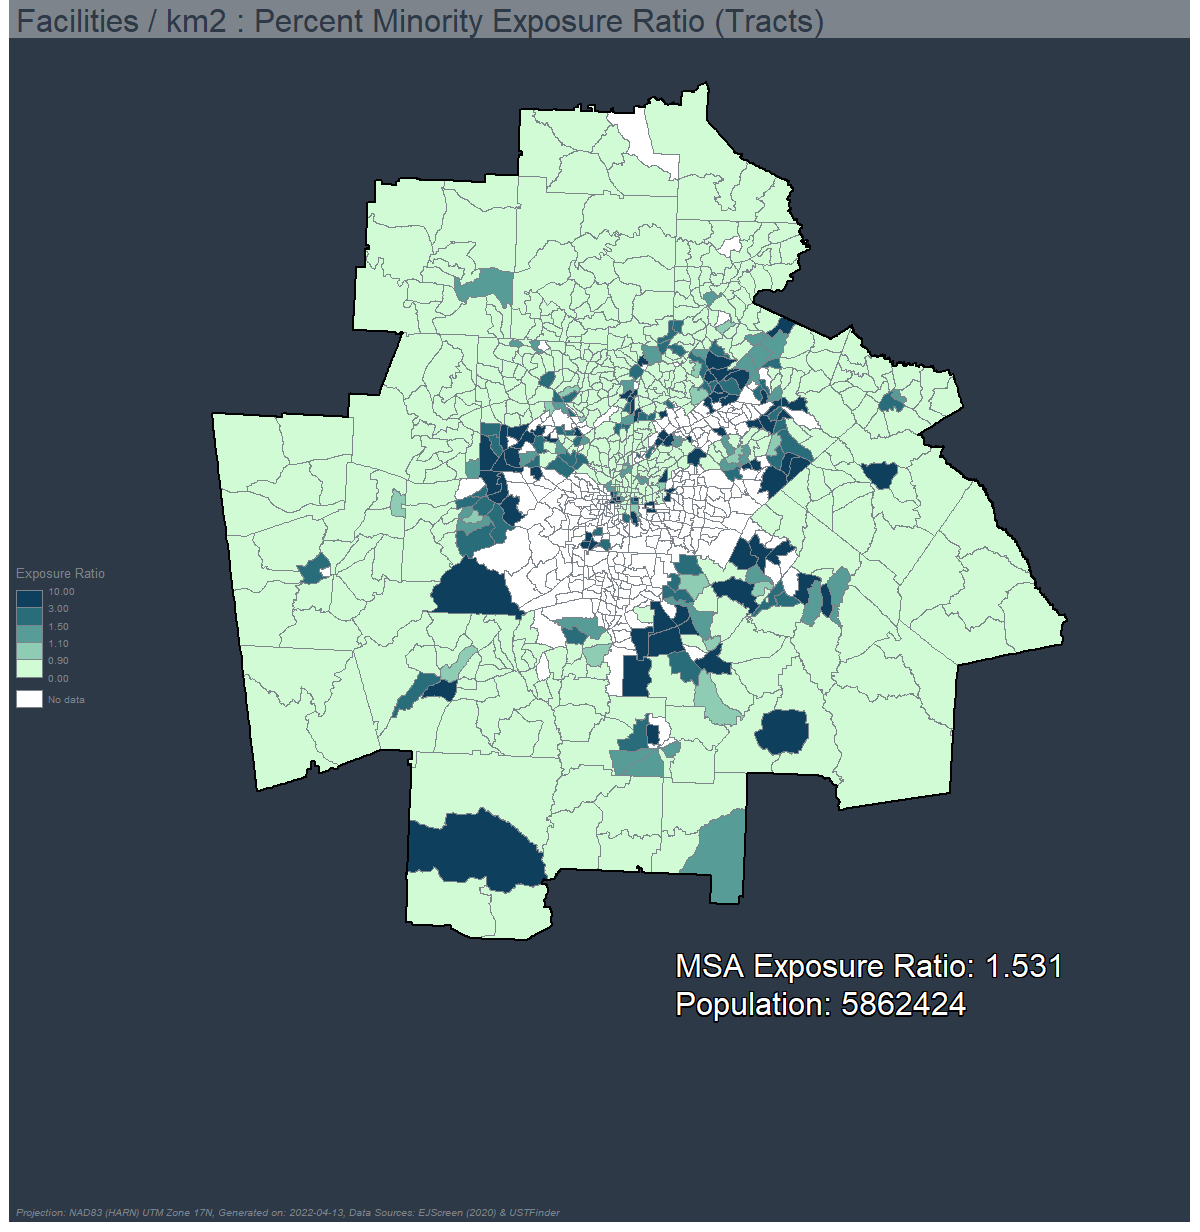 Facilities / km2 : Percent Minority Exposure Ratio (Tracts)
Exposure Ratio
10.00
3.00
1.50
1.10
0.90
0.00
No data
MSA Exposure Ratio: 1.531
Population: 5862424
Projection: NAD83 (HARN) UTM Zone 17N, Generated on: 2022-04-13, Data Sources: EJScreen (2020) & USTFinder